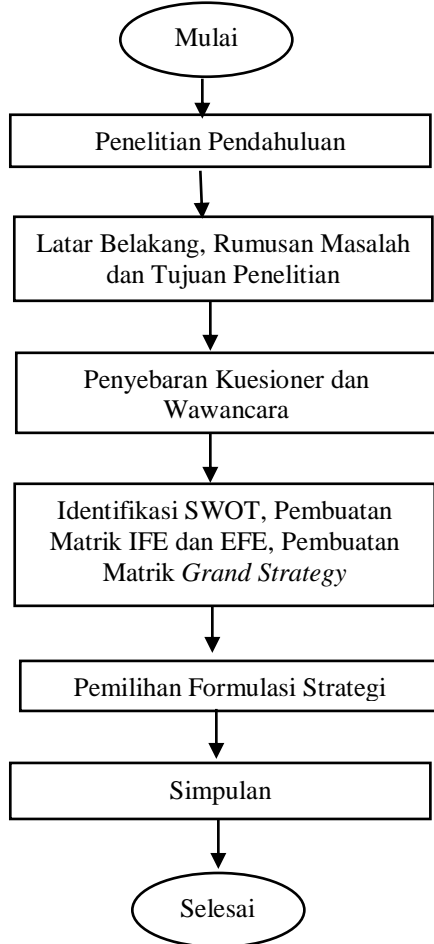 Mulai
Penelitian Pendahuluan
Latar Belakang, Rumusan Masalah
dan Tujuan Penelitian
Penyebaran Kuesioner dan
Wawancara
Identifikasi SWOT, Pembuatan
Matrik IFE dan EFE, Pembuatan
Matrik Grand Strategy
Pemilihan Formulasi Strategi
Simpulan
Selesai